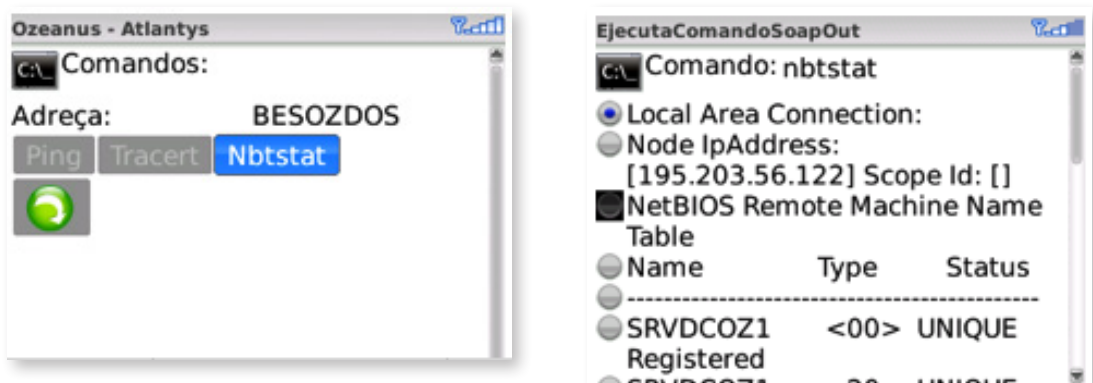 Ozeanus - Atlantys
C:\_ Comandos:
Adreça: BESOZDOS
Ping Tracert Nbtstat
EjecutaComandoSoapOut
C:\_ Comando: nbtstat
Local Area Connection:
Node IpAddress:
[195.203.56.122] Scope Id: []
NetBIOS Remote Machine Name
Table
Name Type Status
--------------------------------------------
SRVDCOZ1 <00> UNIQUE
Registered